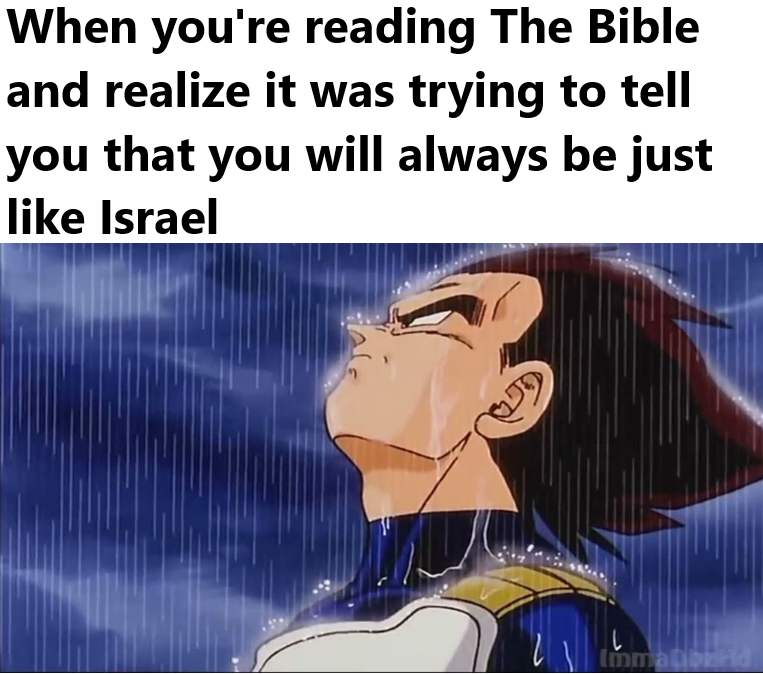 When you're reading The Bible
and realize it was trying to tell
you that you will always be just
like Israel